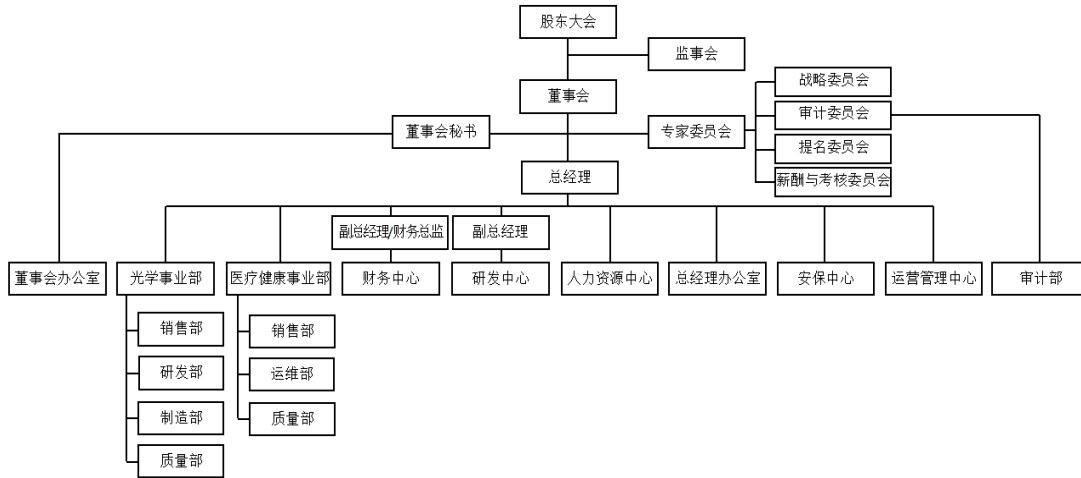 股东大会
监事会
董事会
战略委员会
审计委员会
董事会秘书
专家委员会
提名委员会
总经理
薪酬与考核委员会
副总经理/财务总监
副总经理
董事会办公室
光学事业部
医疗健康事业部
财务中心
研发中心
人力资源中心
总经理办公室
安保中心
运营管理中心
审计部
销售部
销售部
研发部
运维部
制造部
质量部
质量部